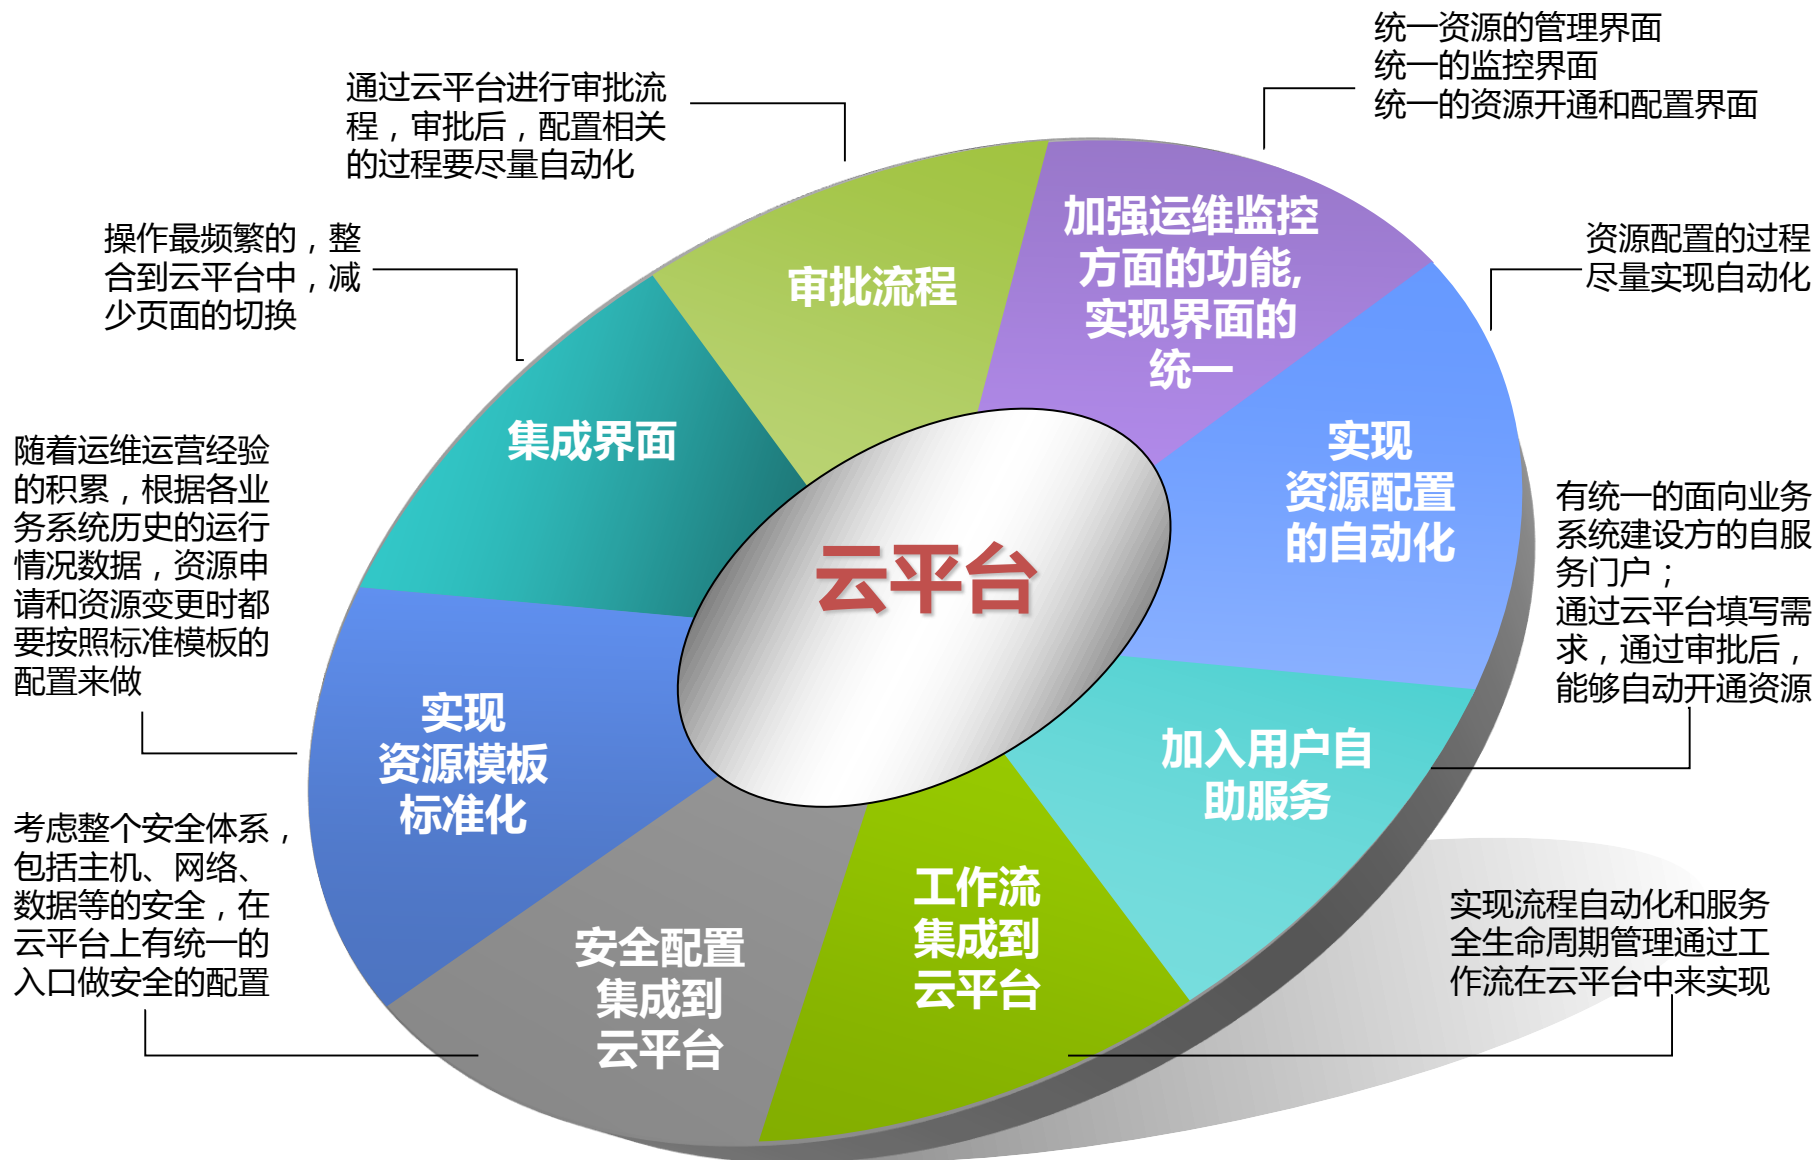 统一资源的管理界面
统一的监控界面
统一的资源开通和配置界面
通过云平台进行审批流
程，审批后，配置相关
的过程要尽量自动化
操作最频繁的，整
合到云平台中，减
少页面的切换
资源配置的过程
尽量实现自动化
加强运维监控
方面的功能,
实现界面的
统一
审批流程
集成界面
实现
资源配置
的自动化
随着运维运营经验
的积累，根据各业
务系统历史的运行
情况数据，资源申
请和资源变更时都
要按照标准模板的
配置来做
有统一的面向业务
系统建设方的自服
务门户；
通过云平台填写需
求，通过审批后，
能够自动开通资源
云平台
实现
资源模板
标准化
加入用户自
助服务
考虑整个安全体系，
包括主机、网络、
数据等的安全，在
云平台上有统一的
入口做安全的配置
安全配置
集成到
云平台
工作流
集成到
云平台
实现流程自动化和服务
全生命周期管理通过工
作流在云平台中来实现